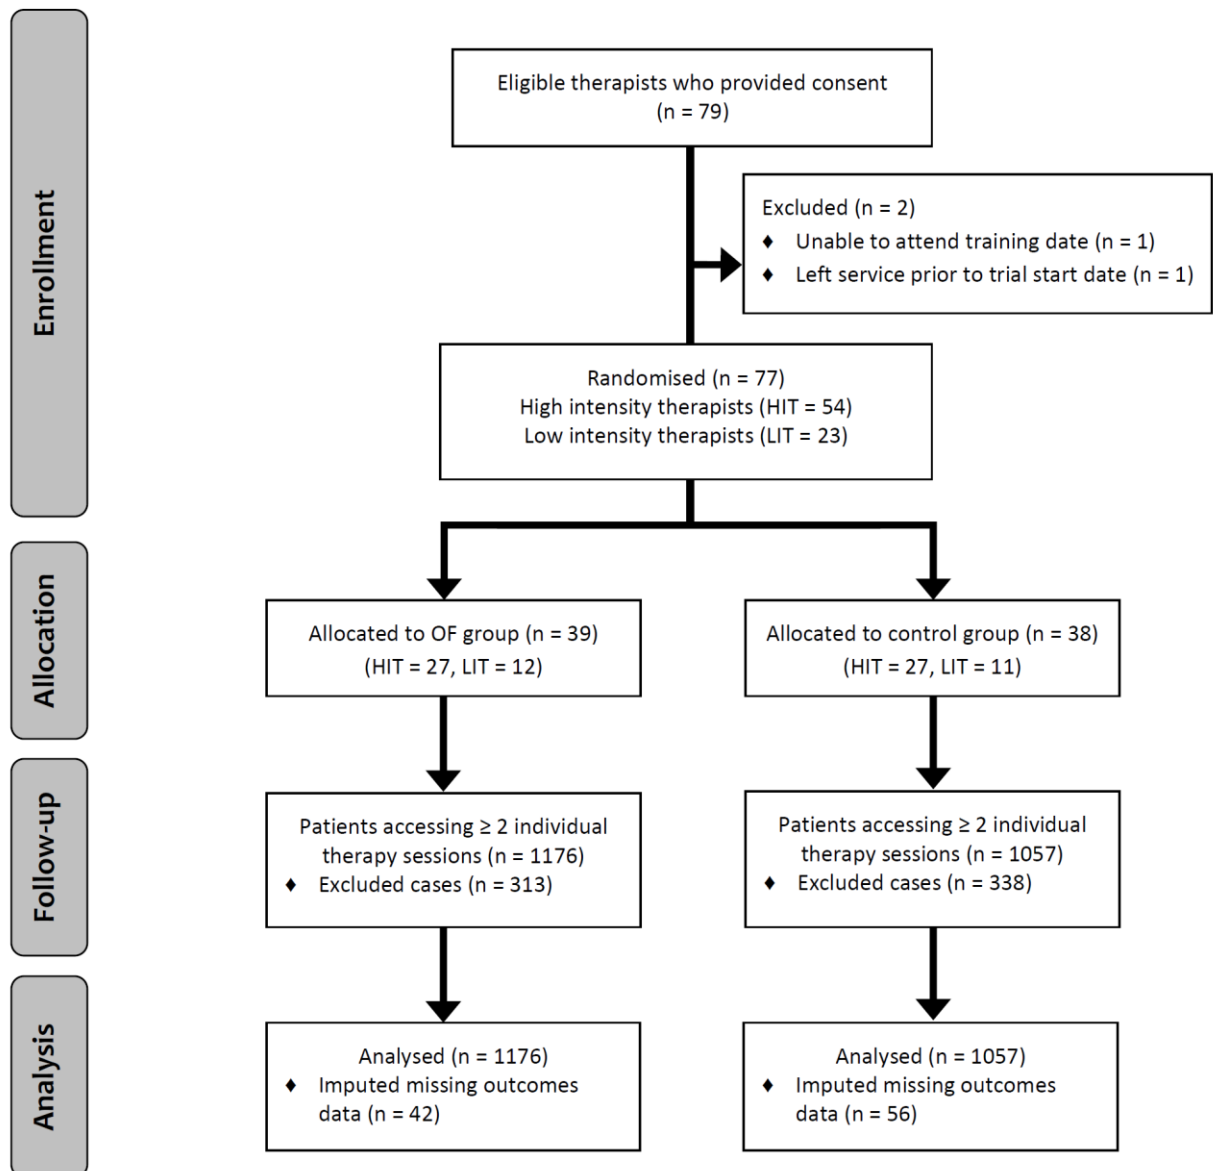 Enrollment
Eligible therapists who provided consent
(n = 79)
Excluded (n = 2)
♦ Unable to attend training date (n = 1)
♦ Left service prior to trial start date (n = 1)
Randomised (n = 77)
High intensity therapists (HIT = 54)
Low intensity therapists (LIT = 23)
Allocation
Allocated to OF group (n = 39)
(HIT = 27, LIT = 12)
Allocated to control group (n = 38)
(HIT = 27, LIT = 11)
Follow-up
Patients accessing ≥ 2 individual
therapy sessions (n = 1176)
♦ Excluded cases (n = 313)
Patients accessing ≥ 2 individual
therapy sessions (n = 1057)
♦ Excluded cases (n = 338)
Analysis
Analysed (n = 1176)
♦ Imputed missing outcomes
data (n = 42)
Analysed (n = 1057)
♦ Imputed missing outcomes
data (n = 56)